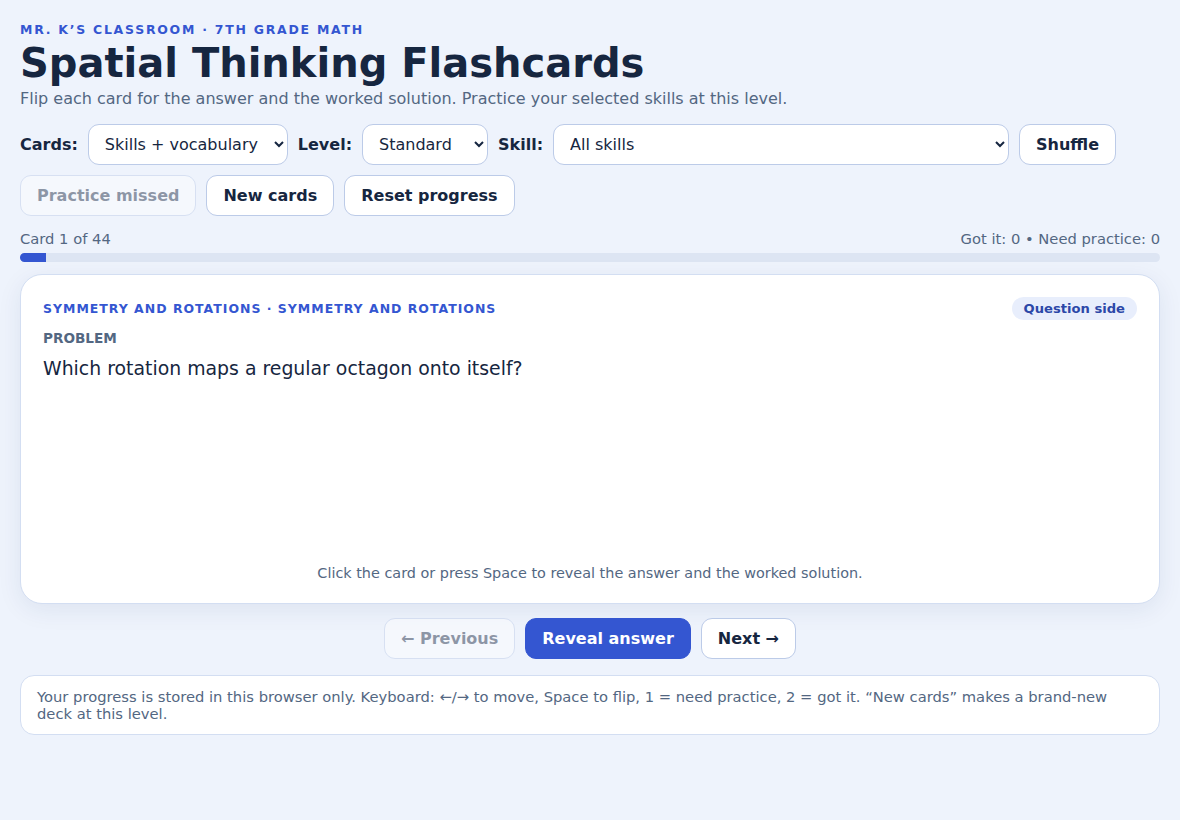 MR. K’S CLASSROOM · 7TH GRADE MATH
Spatial Thinking Flashcards
Flip each card for the answer and the worked solution. Practice your selected skills at this level.
Cards: Skills + vocabulary Level: Standard Skill: All skills Shuffle
Practice missed New cards Reset progress
Card 1 of 44 Got it: 0 • Need practice: 0
SYMMETRY AND ROTATIONS · SYMMETRY AND ROTATIONS Question side
PROBLEM
Which rotation maps a regular octagon onto itself?
Click the card or press Space to reveal the answer and the worked solution.
← Previous Reveal answer Next →
Your progress is stored in this browser only. Keyboard: ←/→ to move, Space to flip, 1 = need practice, 2 = got it. “New cards” makes a brand-new
deck at this level.